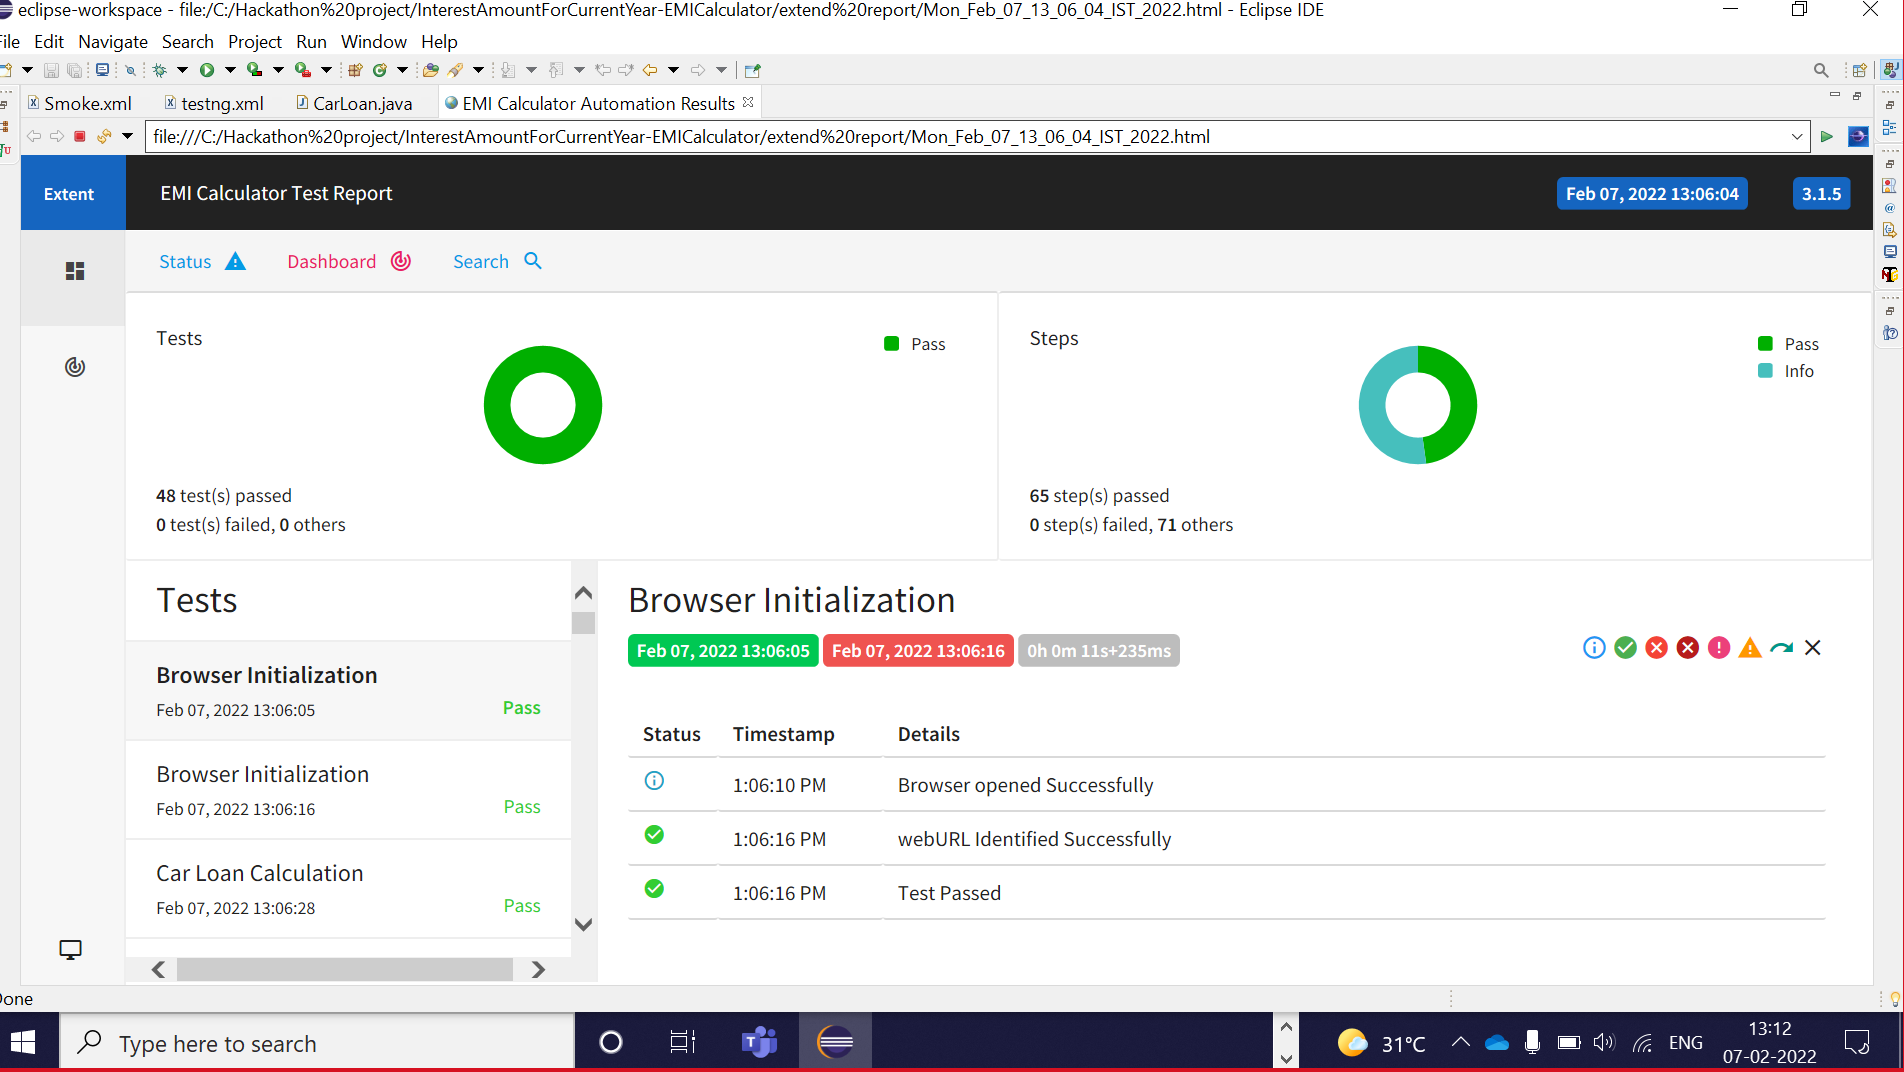 eclipse-workspace - file:/C:/Hackathon%20project/InterestAmountForCurrentYear-EMICalculator/extend%20report/Mon_Feb_07_13_06_04_IST_2022.html - Eclipse IDE
File Edit Navigate Search Project Run Window Help
Smoke.xml testng.xml CarLoan.java EMI Calculator Automation Results
file:///C:/Hackathon%20project/InterestAmountForCurrentYear-EMICalculator/extend%20report/Mon_Feb_07_13_06_04_IST_2022.html
Extent EMI Calculator Test Report Feb 07, 2022 13:06:04 3.1.5
Status Dashboard Search
Tests
Pass
48 test(s) passed
0 test(s) failed, 0 others
Steps
Pass
Info
65 step(s) passed
0 step(s) failed, 71 others
Tests
Browser Initialization
Feb 07, 2022 13:06:05 Pass
Browser Initialization
Feb 07, 2022 13:06:16 Pass
Car Loan Calculation
Feb 07, 2022 13:06:28 Pass
Browser Initialization
Feb 07, 2022 13:06:05 Feb 07, 2022 13:06:16 0h 0m 11s+235ms
Status Timestamp Details
1:06:10 PM Browser opened Successfully
1:06:16 PM webURL Identified Successfully
1:06:16 PM Test Passed
Done
Type here to search
31°C ENG
13:12
07-02-2022